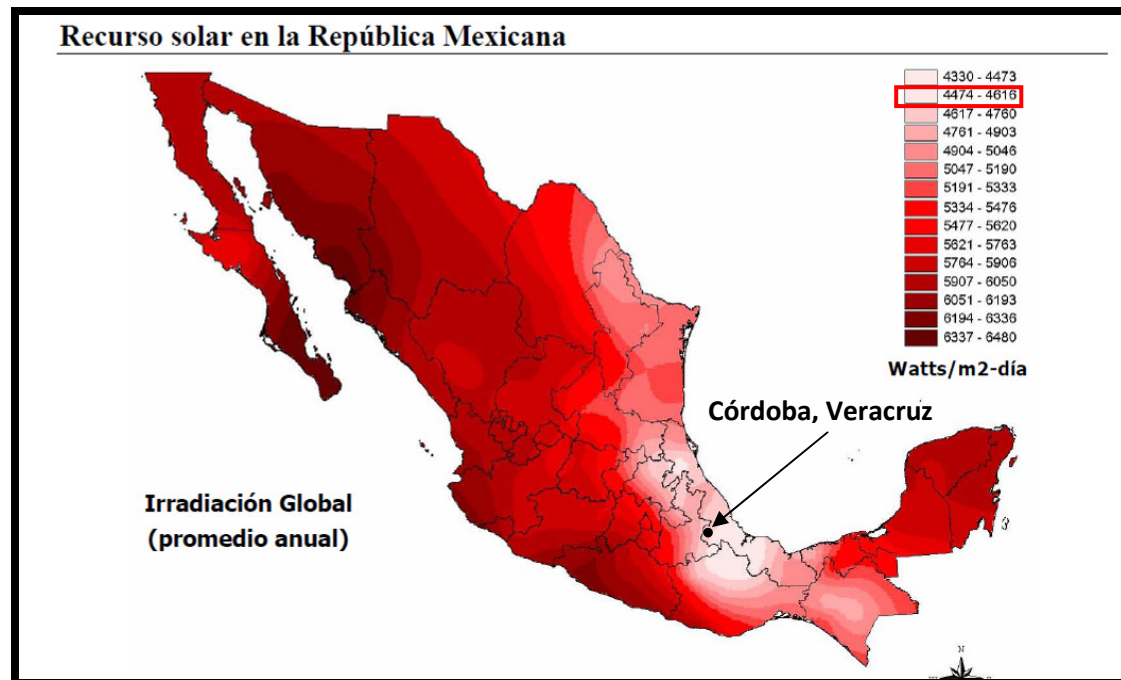 Recurso solar en la República Mexicana
4330 - 4473
4474 - 4616
4617 - 4760
4761 - 4903
4904 - 5046
5047 - 5190
5191 - 5333
5334 - 5476
5477 - 5620
5621 - 5763
5764 - 5906
5907 - 6050
6051 - 6193
6194 - 6336
6337 - 6480
Watts/m2-día
Córdoba, Veracruz
Irradiación Global
(promedio anual)
N